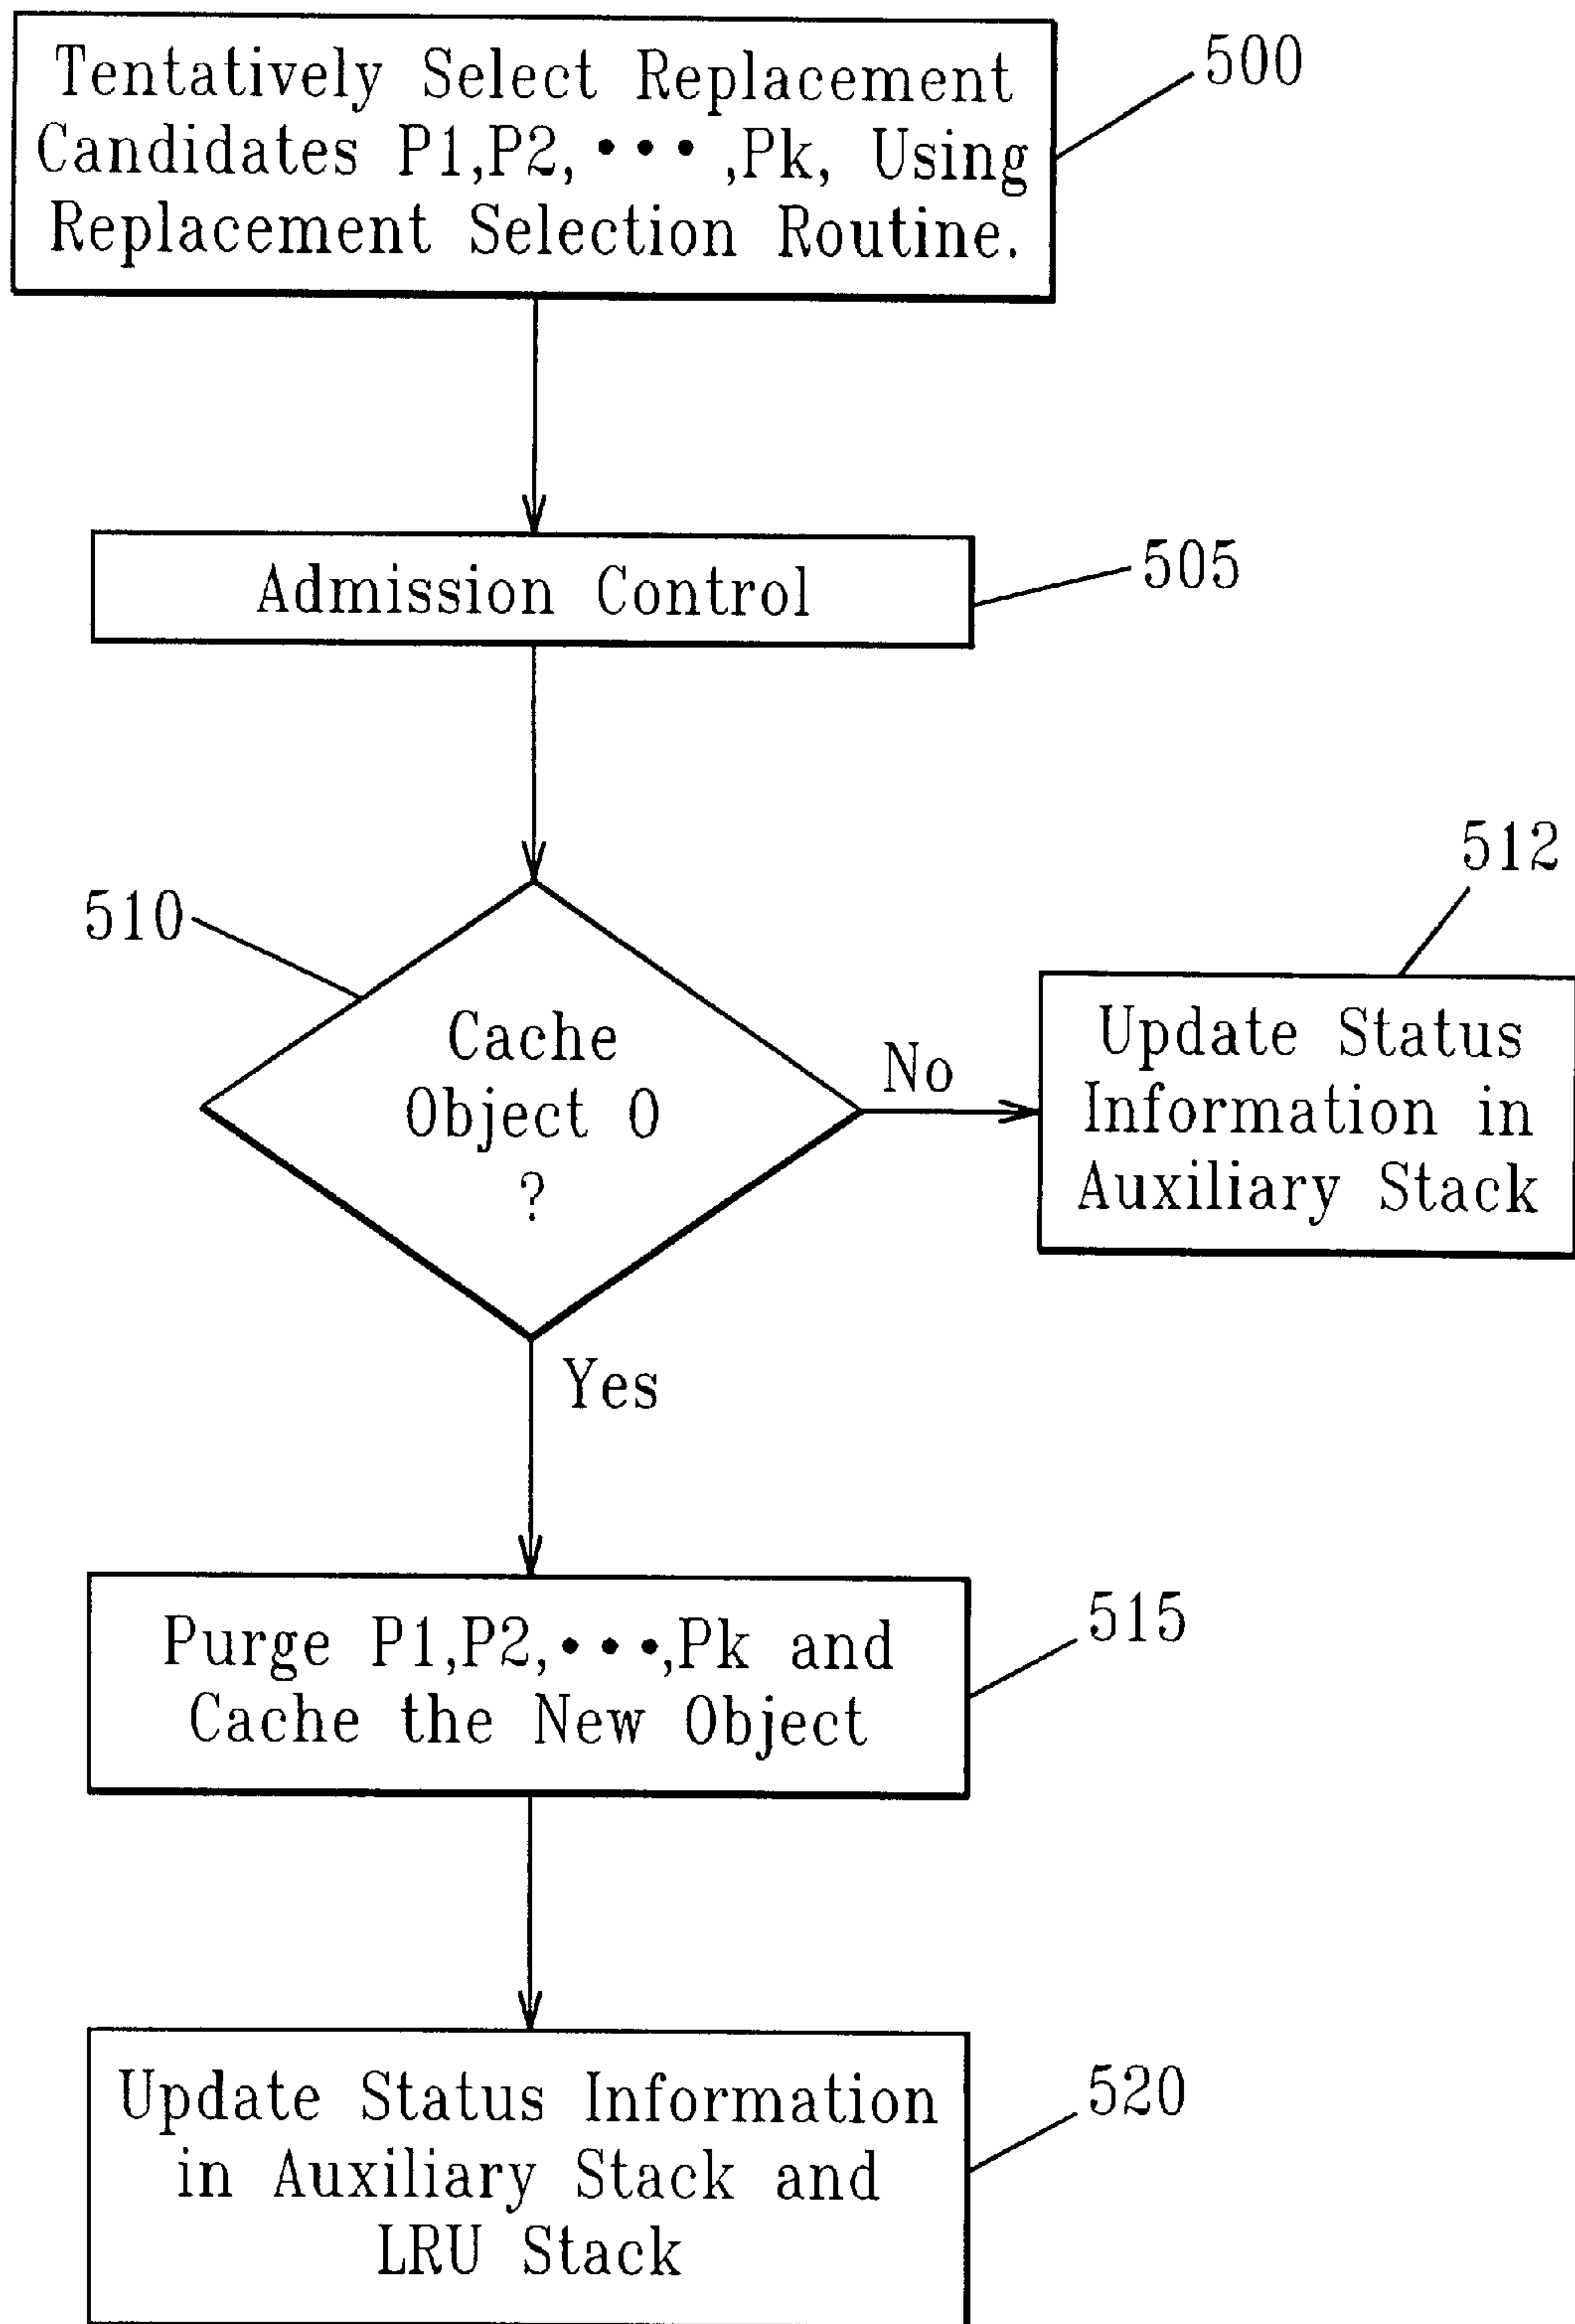 Tentatively Select Replacement
Candidates P1,P2, • • • ,Pk, Using
Replacement Selection Routine.
500
Admission Control
505
510
Cache
Object O
?
No
512
Update Status
Information in
Auxiliary Stack
Yes
Purge P1,P2,• • •,Pk and
Cache the New Object
515
Update Status Information
in Auxiliary Stack and
LRU Stack
520